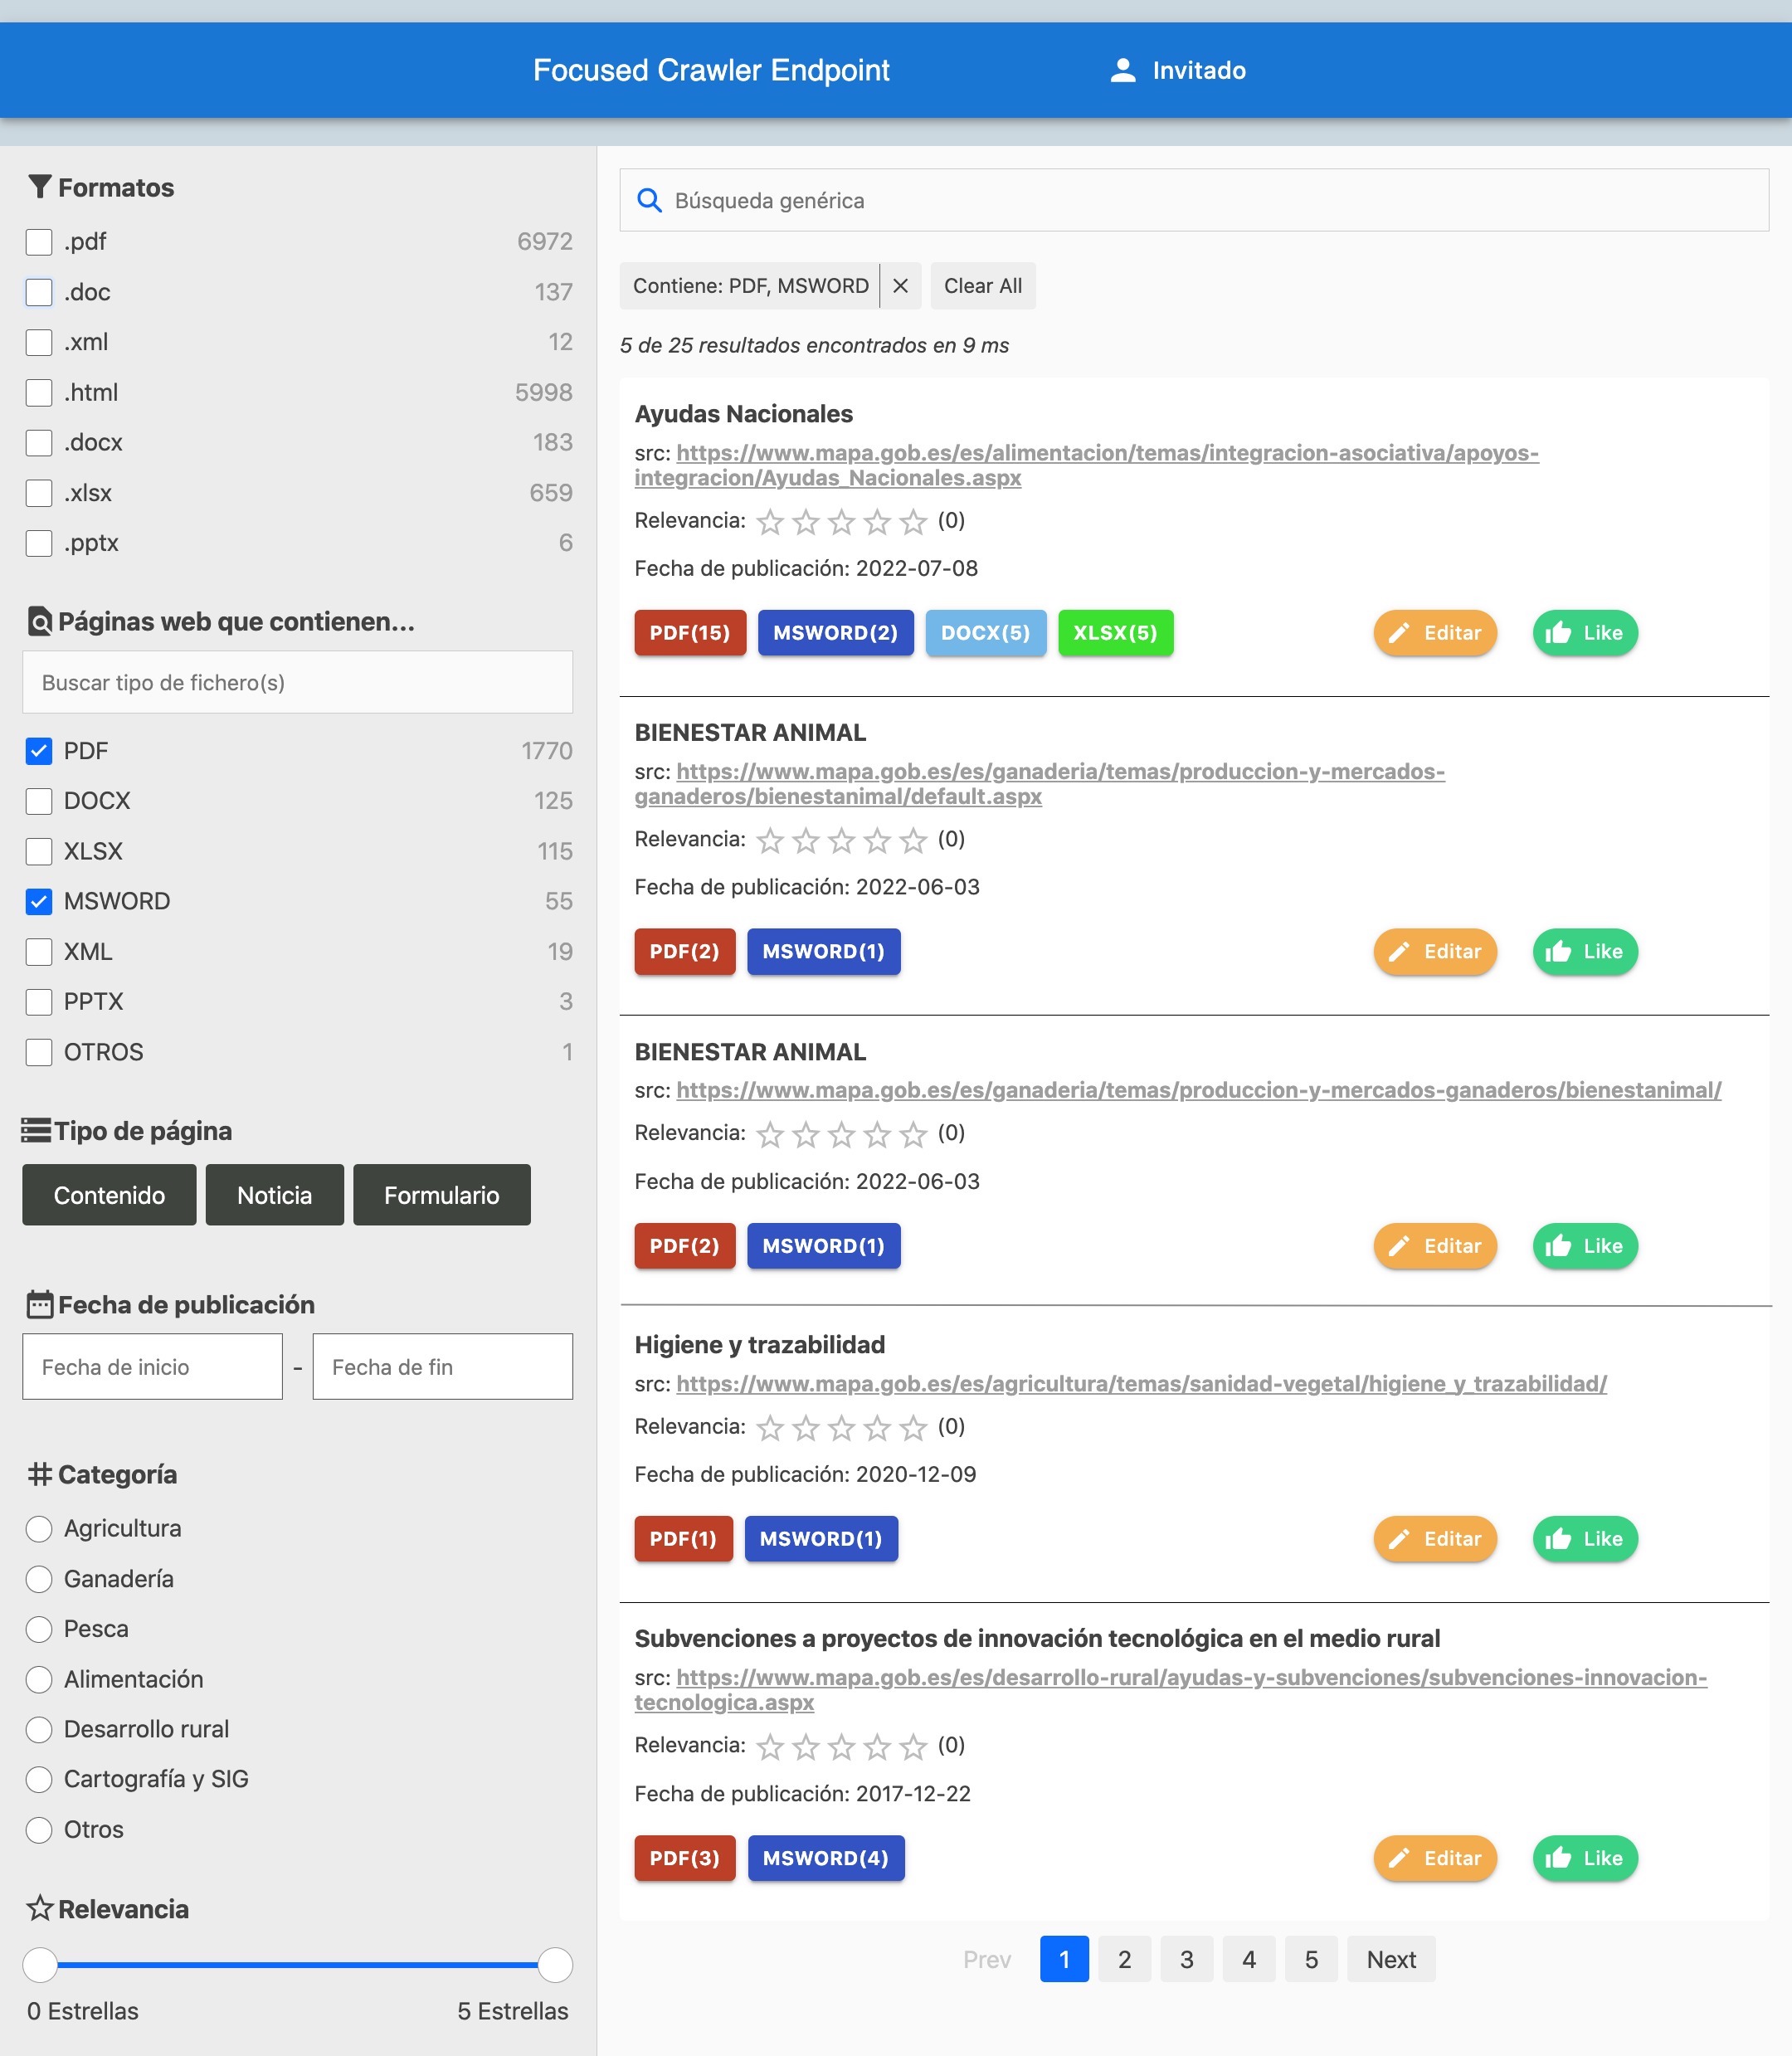 Focused Crawler Endpoint
Invitado
Formatos
.pdf 6972
.doc 137
.xml 12
.html 5998
.docx 183
.xlsx 659
.pptx 6
Páginas web que contienen...
Buscar tipo de fichero(s)
PDF 1770
DOCX 125
XLSX 115
MSWORD 55
XML 19
PPTX 3
OTROS 1
Tipo de página
Contenido Noticia Formulario
Fecha de publicación
Fecha de inicio - Fecha de fin
Categoría
Agricultura
Ganadería
Pesca
Alimentación
Desarrollo rural
Cartografía y SIG
Otros
Relevancia
0 Estrellas 5 Estrellas
Búsqueda genérica
Contiene: PDF, MSWORD Clear All
5 de 25 resultados encontrados en 9 ms
Ayudas Nacionales
src: https://www.mapa.gob.es/es/alimentacion/temas/integracion-asociativa/apoyos-
integracion/Ayudas_Nacionales.aspx
Relevancia: (0)
Fecha de publicación: 2022-07-08
PDF(15) MSWORD(2) DOCX(5) XLSX(5) Editar Like
BIENESTAR ANIMAL
src: https://www.mapa.gob.es/es/ganaderia/temas/produccion-y-mercados-
ganaderos/bienestanimal/default.aspx
Relevancia: (0)
Fecha de publicación: 2022-06-03
PDF(2) MSWORD(1) Editar Like
BIENESTAR ANIMAL
src: https://www.mapa.gob.es/es/ganaderia/temas/produccion-y-mercados-ganaderos/bienestanimal/
Relevancia: (0)
Fecha de publicación: 2022-06-03
PDF(2) MSWORD(1) Editar Like
Higiene y trazabilidad
src: https://www.mapa.gob.es/es/agricultura/temas/sanidad-vegetal/higiene_y_trazabilidad/
Relevancia: (0)
Fecha de publicación: 2020-12-09
PDF(1) MSWORD(1) Editar Like
Subvenciones a proyectos de innovación tecnológica en el medio rural
src: https://www.mapa.gob.es/es/desarrollo-rural/ayudas-y-subvenciones/subvenciones-innovacion-
tecnologica.aspx
Relevancia: (0)
Fecha de publicación: 2017-12-22
PDF(3) MSWORD(4) Editar Like
Prev 1 2 3 4 5 Next